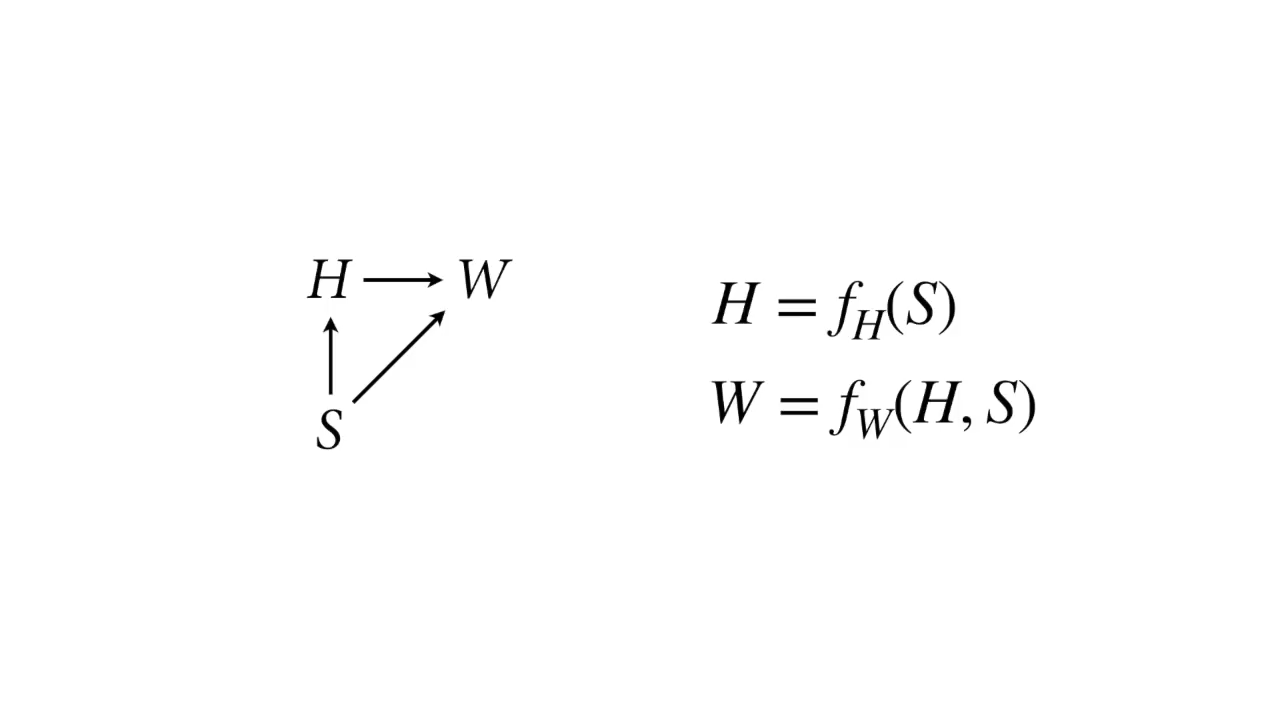 H → W
S
H = f_H(S)
W = f_W(H, S)